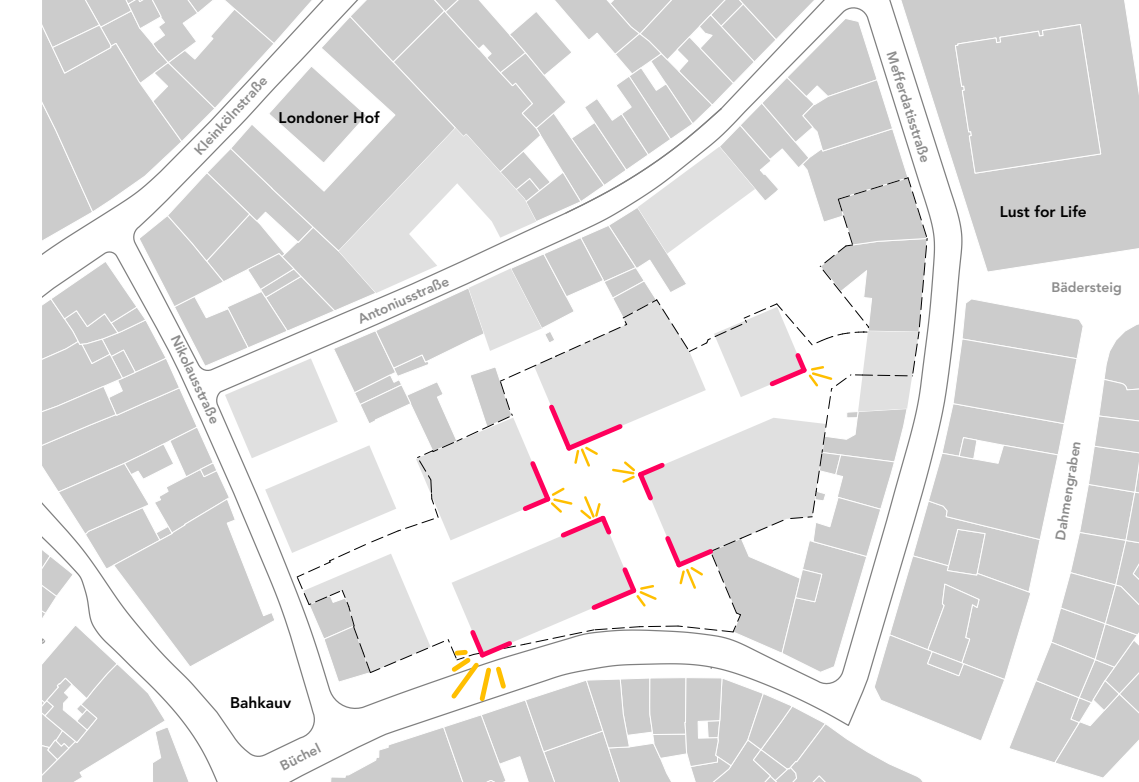 Kleinkölnstraße
Londoner Hof
Mefferdatisstraße
Lust for Life
Bädersteig
Antoniusstraße
Nikolausstraße
Dahmengraben
Bahkauv
Büchel